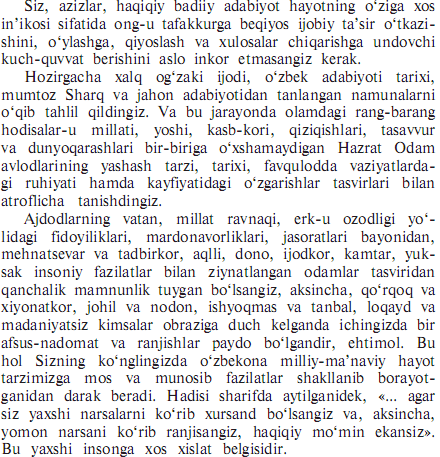 Siz, azizlar, haqiqiy badiiy adabiyot hayotning o‘ziga xos
in’ikosi sifatida ong-u tafakkurga beqiyos ijobiy ta’sir o‘tkazi-
shini, o‘ylashga, qiyoslash va xulosalar chiqarishga undovchi
kuch-quvvat berishini aslo inkor etmasangiz kerak.
Hozirgacha xalq og‘zaki ijodi, o‘zbek adabiyoti tarixi,
mumtoz Sharq va jahon adabiyotidan tanlangan namunalarni
o‘qib tahlil qildingiz. Va bu jarayonda olamdagi rang-barang
hodisalar-u millati, yoshi, kasb-kori, qiziqishlari, tasavvur
va dunyoqarashlari bir-biriga o‘xshamaydigan Hazrat Odam
avlodlarining yashash tarzi, tarixi, favqulodda vaziyatlarda-
gi ruhiyati hamda kayfiyatidagi o‘zgarishlar tasvirlari bilan
atroflicha tanishdingiz.
Ajdodlarning vatan, millat ravnaqi, erk-u ozodligi yo‘-
lidagi fidoyiliklari, mardonavorliklari, jasoratlari bayonidan,
mehnatsevar va tadbirkor, aqlli, dono, ijodkor, kamtar, yuk-
sak insoniy fazilatlar bilan ziynatlangan odamlar tasviridan
qanchalik mamnunlik tuygan bo‘lsangiz, aksincha, qo‘rqoq va
xiyonatkor, johil va nodon, ishyoqmas va tanbal, loqayd va
madaniyatsiz kimsalar obraziga duch kelganda ichingizda bir
afsus-nadomat va ranjishlar paydo bo‘lgandir, ehtimol. Bu
hol Sizning ko‘nglingizda o‘zbekona milliy-ma’naviy hayot
tarzimizga mos va munosib fazilatlar shakllanib borayot-
ganidan darak beradi. Hadisi sharifda aytilganidek, «... agar
siz yaxshi narsalarni ko‘rib xursand bo‘lsangiz va, aksincha,
yomon narsani ko‘rib ranjisangiz, haqiqiy mo‘min ekansiz».
Bu yaxshi insonga xos xislat belgisidir.